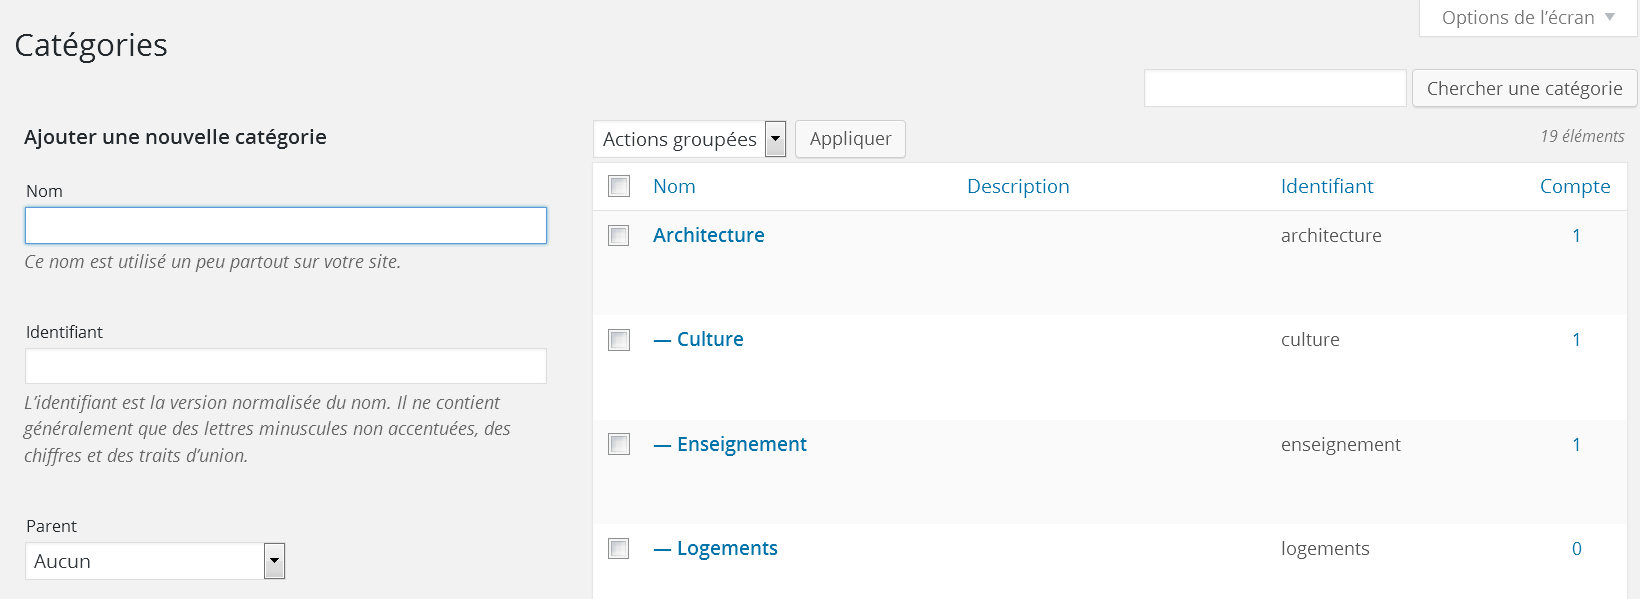 Options de l’écran
Catégories
Chercher une catégorie
Ajouter une nouvelle catégorie
Nom
Ce nom est utilisé un peu partout sur votre site.
Identifiant
L’identifiant est la version normalisée du nom. Il ne contient
généralement que des lettres minuscules non accentuées, des
chiffres et des traits d’union.
Parent
Aucun
Actions groupées Appliquer 19 éléments
Nom Description Identifiant Compte
Architecture architecture 1
— Culture culture 1
— Enseignement enseignement 1
— Logements logements 0